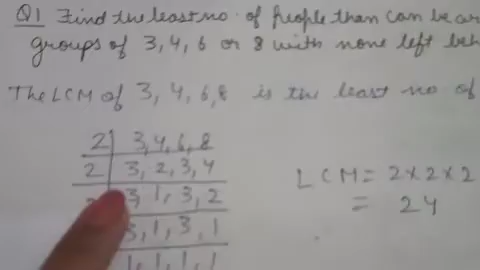 Q1 Find the least no. of people than can be ar
groups of 3, 4, 6 or 8 with none left beh
The LCM of 3, 4, 6, 8 is the least no of
2 | 3, 4, 6, 8
2 | 3, 2, 3, 4
3, 1, 3, 2
3, 1, 3, 1
1, 1, 1, 1
LCM = 2 × 2 × 2
= 24